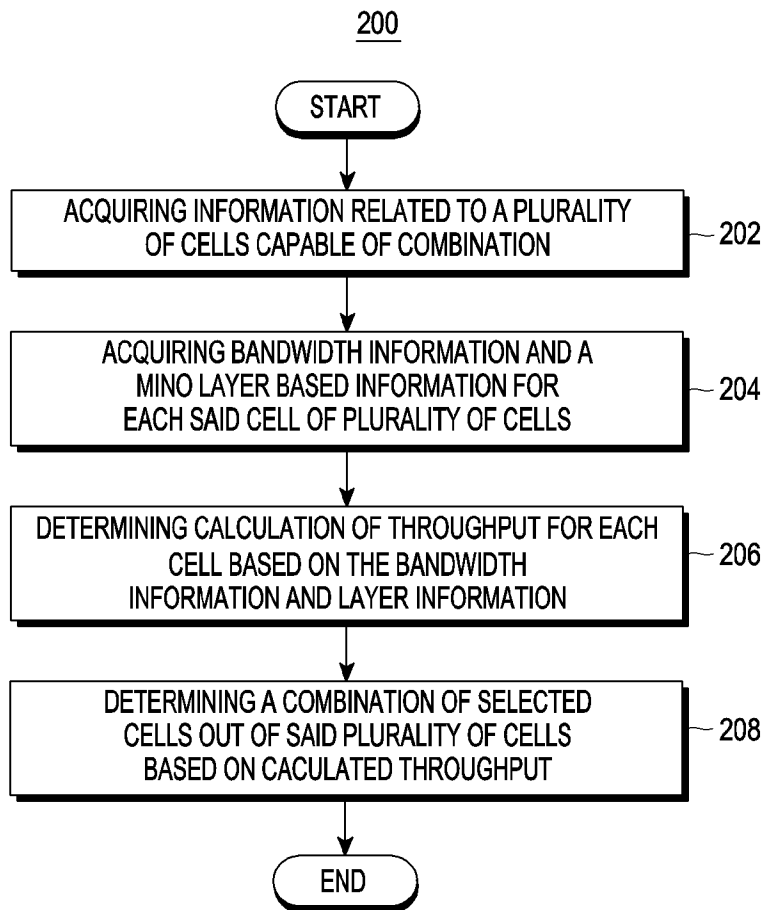 200
START
ACQUIRING INFORMATION RELATED TO A PLURALITY
OF CELLS CAPABLE OF COMBINATION
202
ACQUIRING BANDWIDTH INFORMATION AND A
MINO LAYER BASED INFORMATION FOR
EACH SAID CELL OF PLURALITY OF CELLS
204
DETERMINING CALCULATION OF THROUGHPUT FOR EACH
CELL BASED ON THE BANDWIDTH
INFORMATION AND LAYER INFORMATION
206
DETERMINING A COMBINATION OF SELECTED
CELLS OUT OF SAID PLURALITY OF CELLS
BASED ON CACULATED THROUGHPUT
208
END